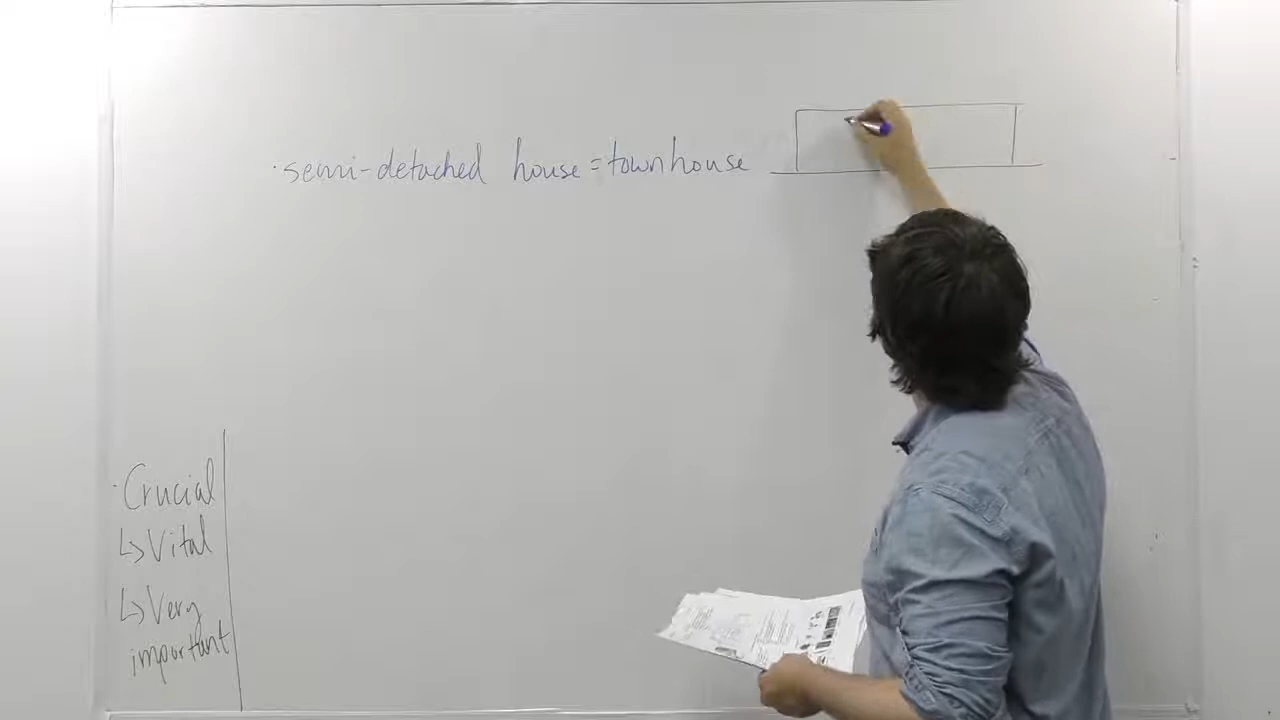 · semi-detached house = townhouse
· Crucial
↳ Vital
↳ Very
important